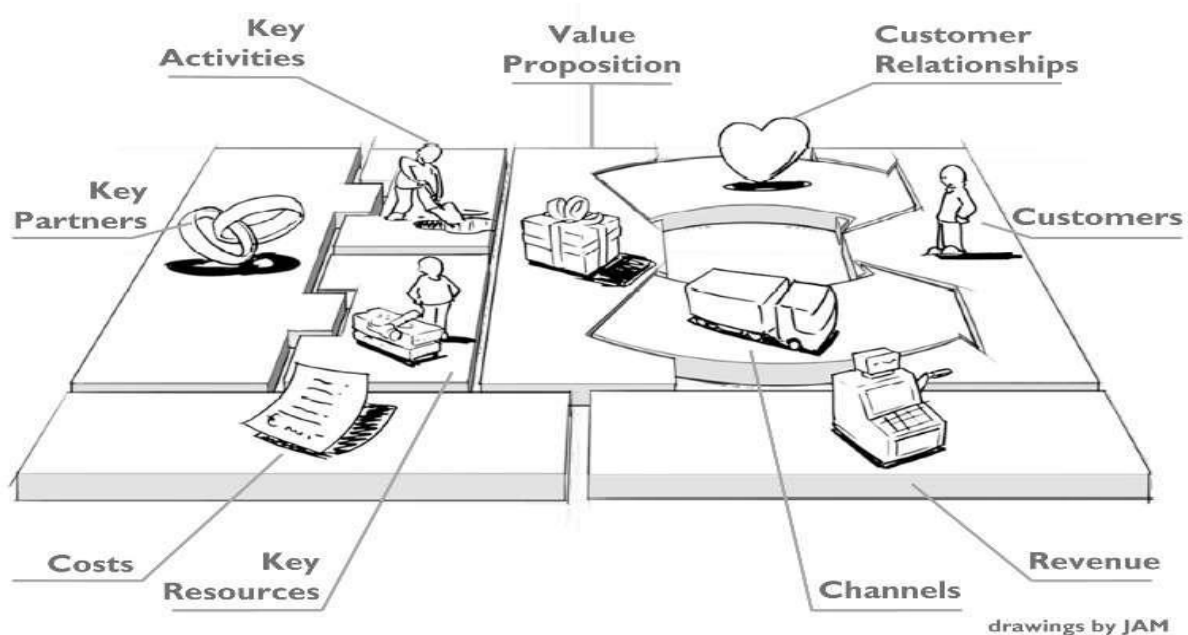 Key
Activities
Value
Proposition
Customer
Relationships
Key
Partners
Customers
Costs
Key
Resources
Channels
Revenue
drawings by JAM